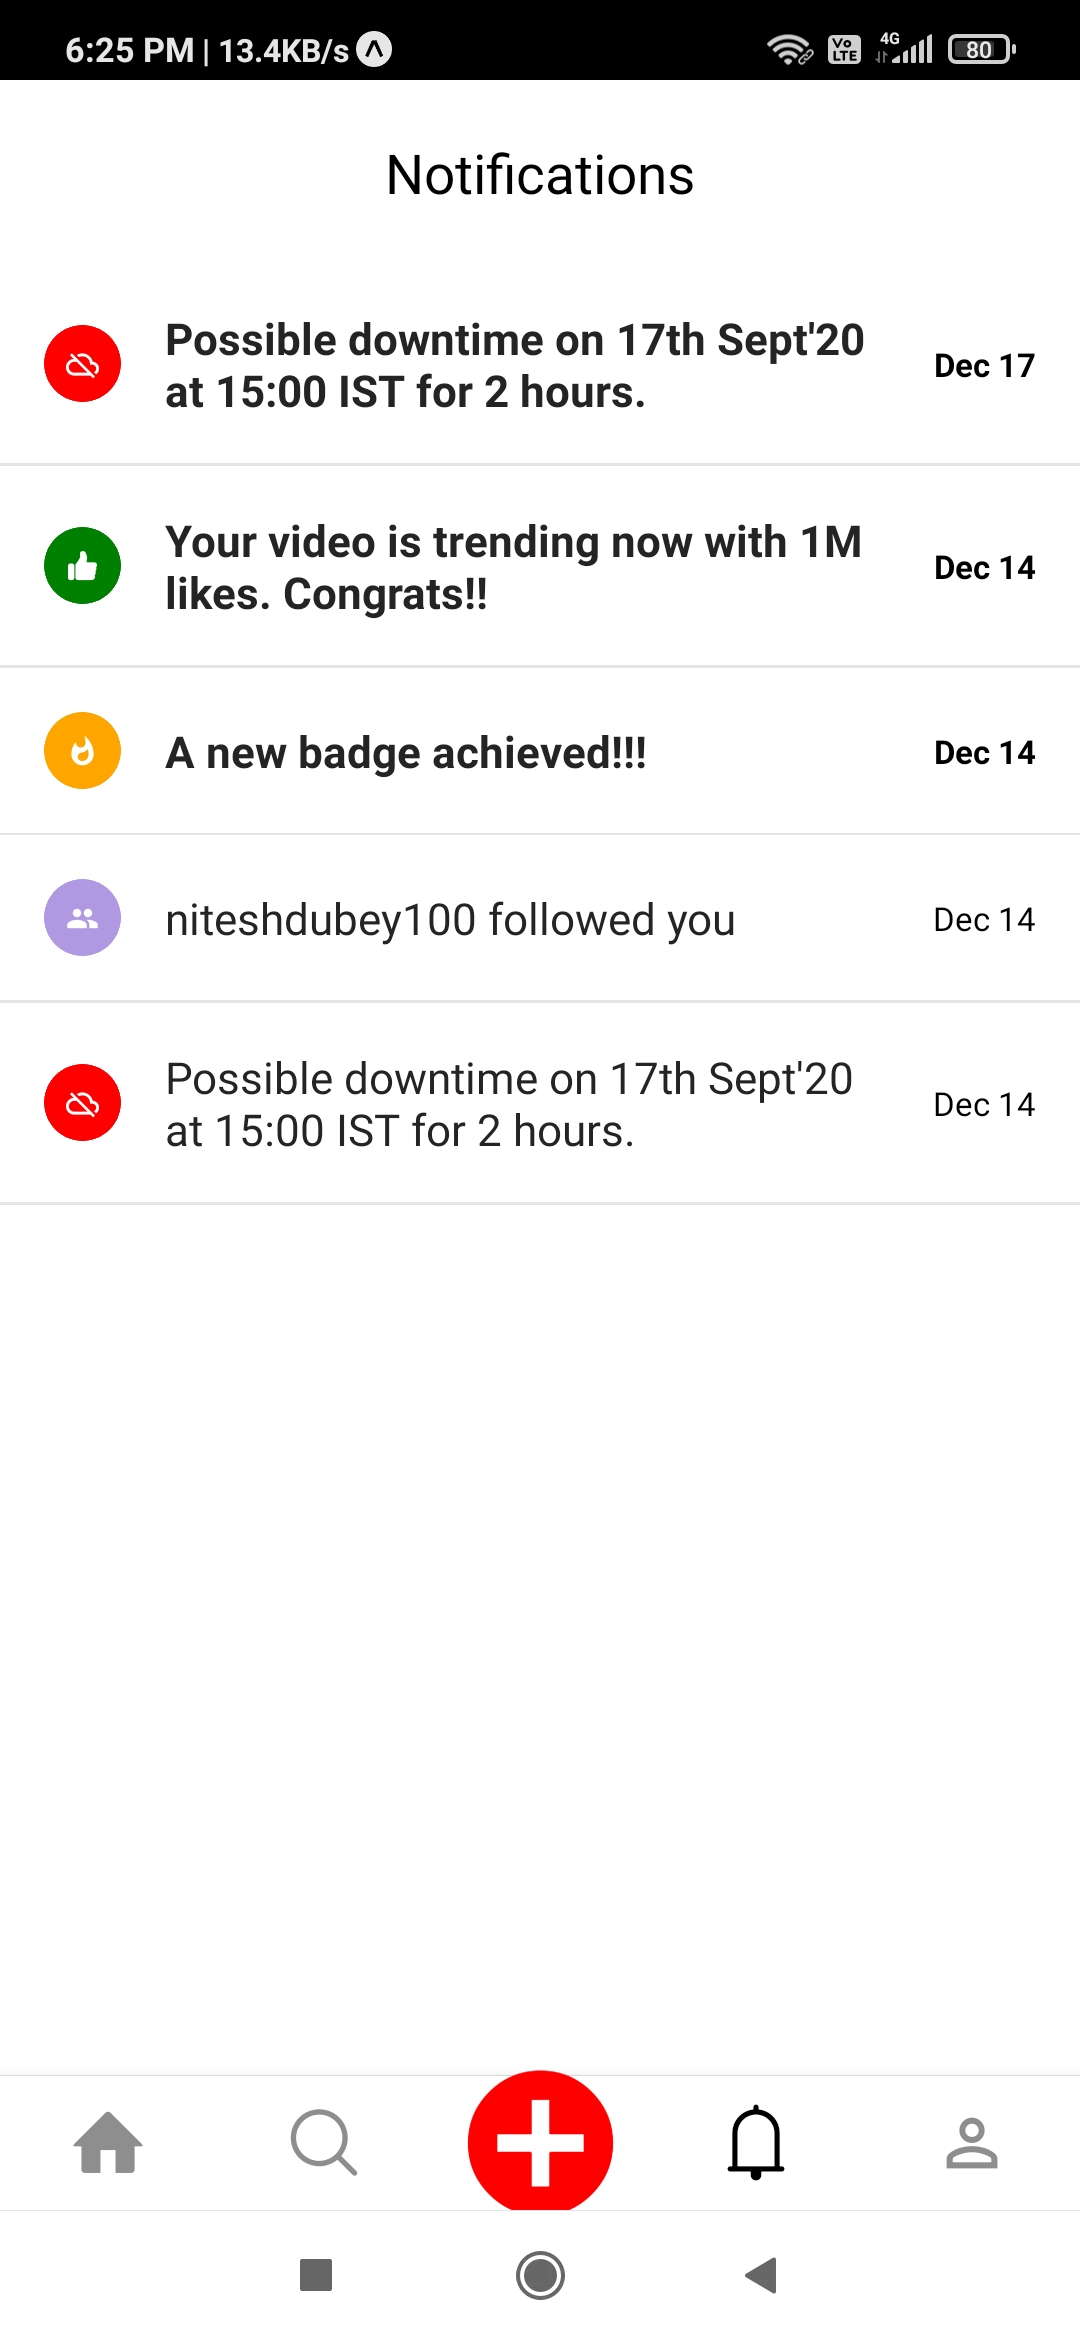 6:25 PM | 13.4KB/s
Vo LTE 4G 80
Notifications
Possible downtime on 17th Sept'20
at 15:00 IST for 2 hours.
Dec 17
Your video is trending now with 1M
likes. Congrats!!
Dec 14
A new badge achieved!!!
Dec 14
niteshdubey100 followed you
Dec 14
Possible downtime on 17th Sept'20
at 15:00 IST for 2 hours.
Dec 14